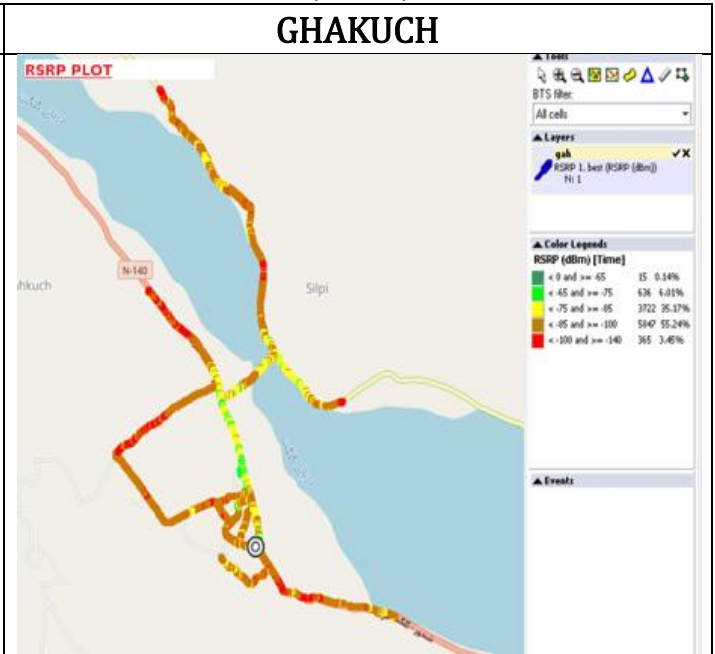 GHAKUCH
RSRP PLOT
Tools
BTS filter:
All cells
Layers
gah
RSRP 1. best (RSRP (dBm))
N: 1
Color Legends
RSRP (dBm) [Time]
< 0 and >= -65 15 0.14%
< -65 and >= -75 636 6.01%
< -75 and >= -85 3722 35.17%
< -85 and >= -100 5847 55.24%
< -100 and >= -140 365 3.45%
Events
N-140
hkuch
Silpi